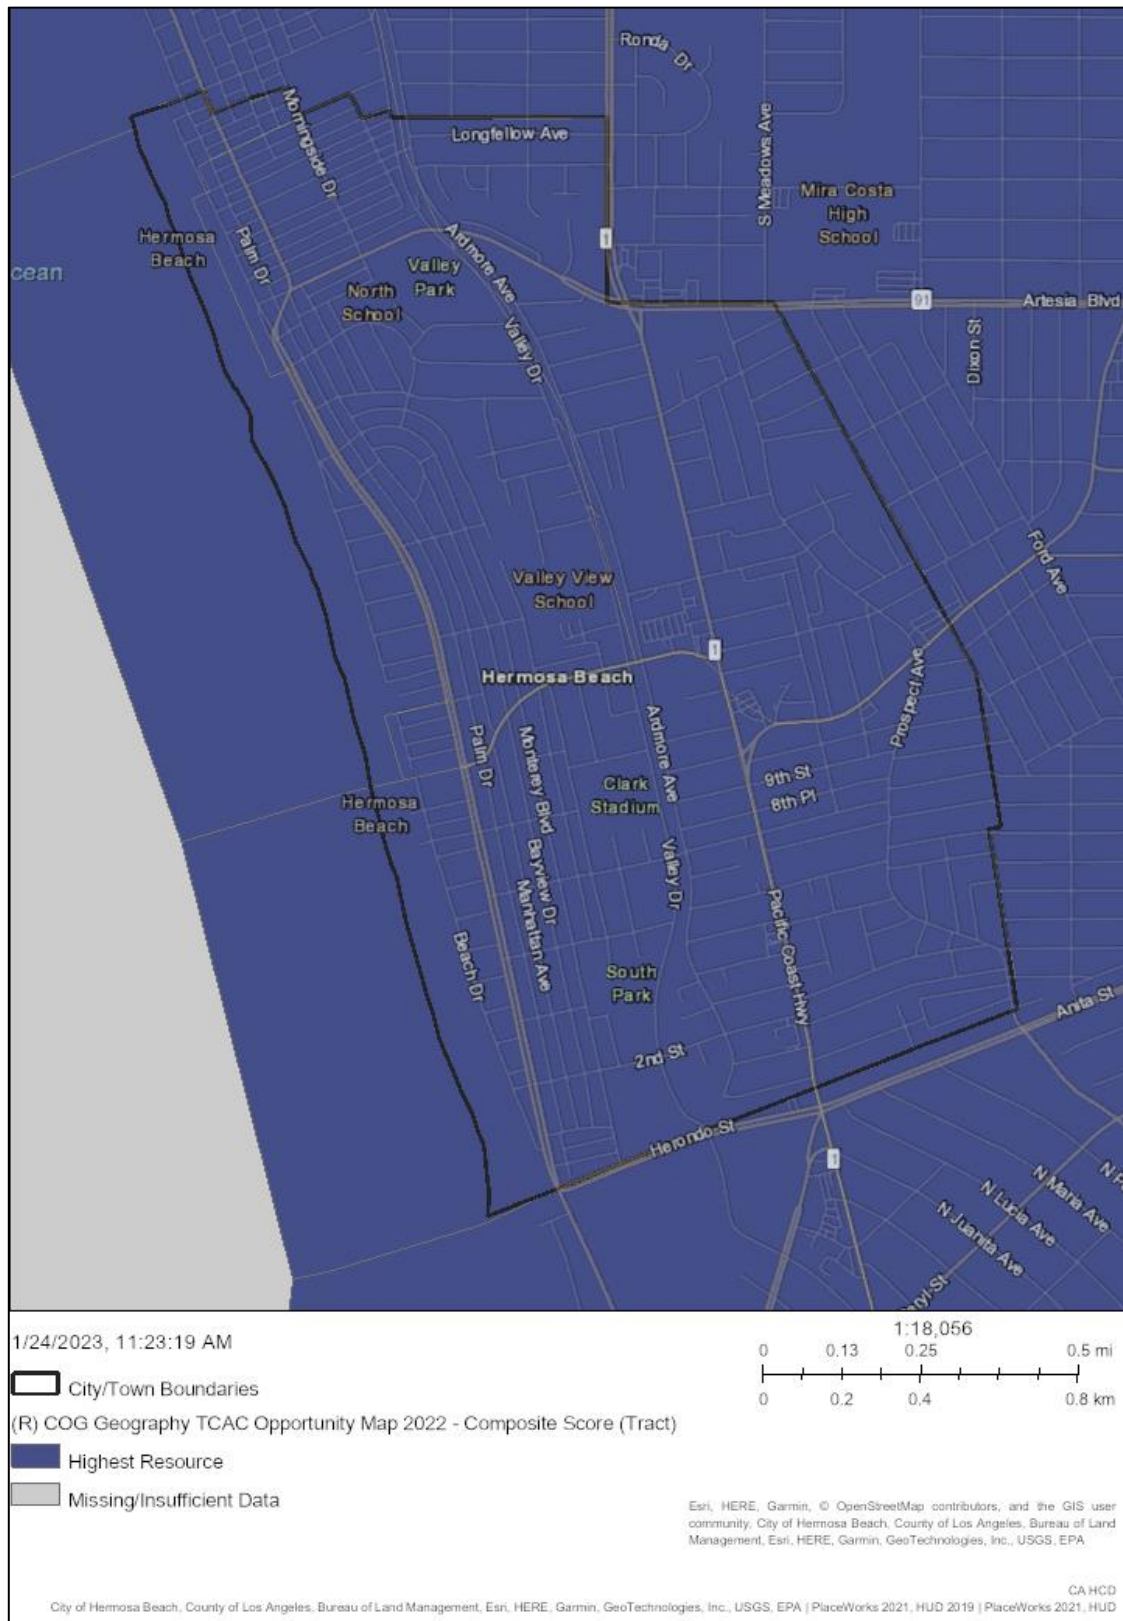 Ronda Dr
Morningside Dr
Longfellow Ave
S Meadows Ave
Mira Costa
High
School
Hermosa
Beach
Palm Dr
Ardmore Ave
1
cean
Valley
Park
North
School
Valley Dr
91
Artesia Blvd
Dixon St
Ford Ave
Valley View
School
1
Hermosa Beach
Prospect Ave
Palm Dr
Monterey Blvd
Ardmore Ave
9th St
8th Pl
Clark
Stadium
Hermosa
Beach
Bayview Dr
Manhattan Ave
Valley Dr
Pacific Coast Hwy
Beach Dr
South
Park
Anita St
2nd St
Herondo St
1
N Maria Ave
N Lucia Ave
N Juanita Ave
N P
aryl St
1/24/2023, 11:23:19 AM
City/Town Boundaries
(R) COG Geography TCAC Opportunity Map 2022 - Composite Score (Tract)
Highest Resource
Missing/Insufficient Data
1:18,056
0 0.13 0.25 0.5 mi
0 0.2 0.4 0.8 km
Esri, HERE, Garmin, © OpenStreetMap contributors, and the GIS user
community, City of Hermosa Beach, County of Los Angeles, Bureau of Land
Management, Esri, HERE, Garmin, GeoTechnologies, Inc., USGS, EPA
CA HCD
City of Hermosa Beach, County of Los Angeles, Bureau of Land Management, Esri, HERE, Garmin, GeoTechnologies, Inc., USGS, EPA | PlaceWorks 2021, HUD 2019 | PlaceWorks 2021, HUD